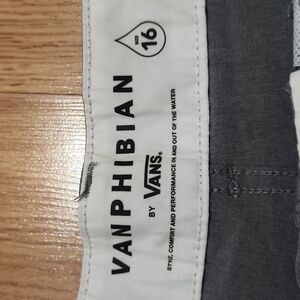 SIZE
16
VANPHIBIAN
BY VANS®
STYLE, COMFORT AND PERFORMANCE IN AND OUT OF THE WATER